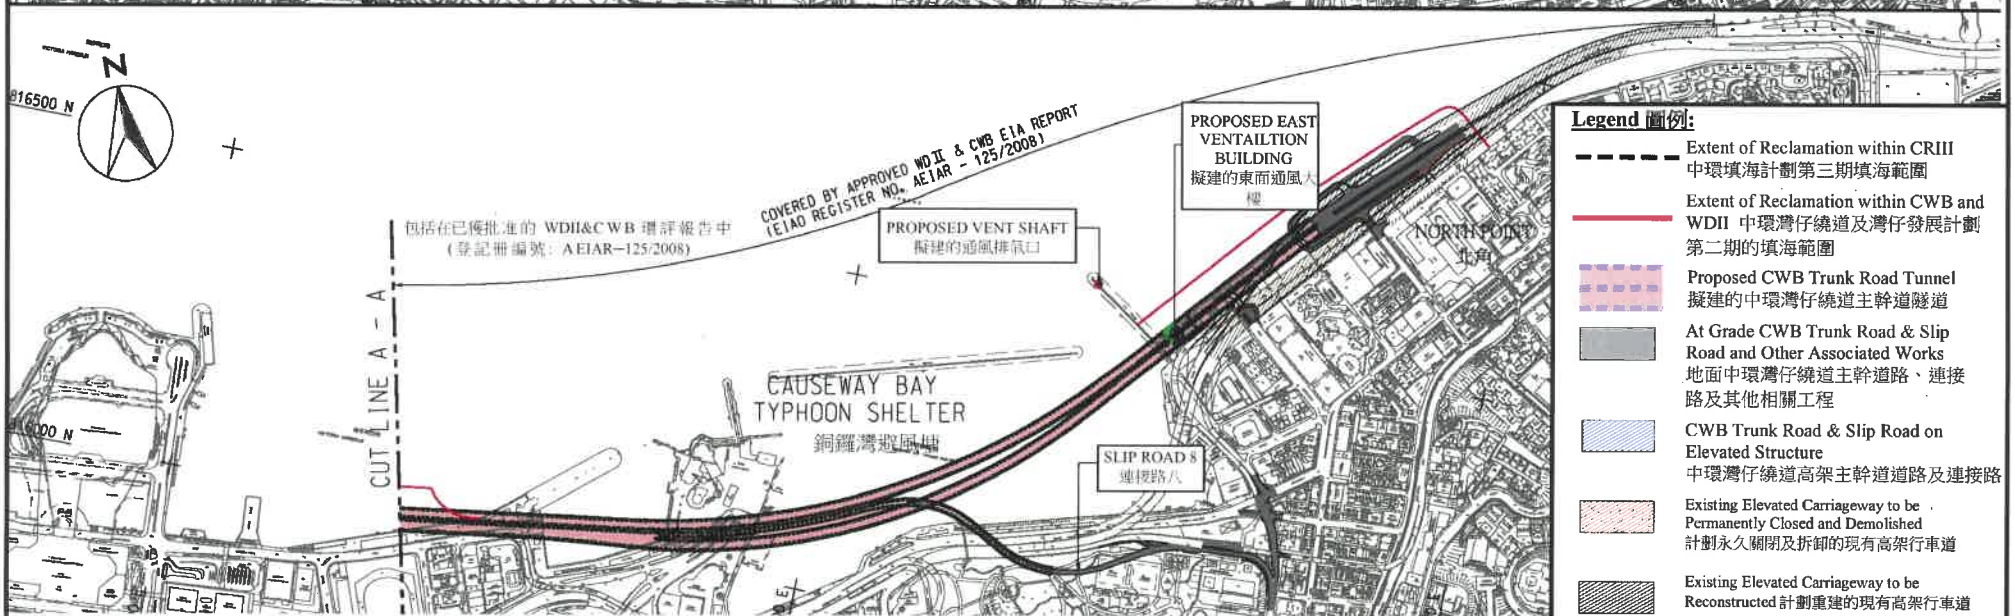 N
816500 N
COVERED BY APPROVED WDII & CWB EIA REPORT
(EIAO REGISTER NO. AEIAR - 125/2008)
包括在已獲批准的 WDII&CWB 環評報告中
(登記冊編號: AEIAR-125/2008)
CUT LINE A - A
PROPOSED VENT SHAFT
擬建的通風排氣口
PROPOSED EAST
VENTAILTION
BUILDING
擬建的東面通風大
樓
NORTH POINT
北角
CAUSEWAY BAY
TYPHOON SHELTER
銅鑼灣避風塘
SLIP ROAD 8
連接路八
Legend 圖例:
Extent of Reclamation within CRIII
中環填海計劃第三期填海範圍
Extent of Reclamation within CWB and
WDII 中環灣仔繞道及灣仔發展計劃
第二期的填海範圍
Proposed CWB Trunk Road Tunnel
擬建的中環灣仔繞道主幹道隧道
At Grade CWB Trunk Road & Slip
Road and Other Associated Works
地面中環灣仔繞道主幹道路、連接
路及其他相關工程
CWB Trunk Road & Slip Road on
Elevated Structure
中環灣仔繞道高架主幹道道路及連接路
Existing Elevated Carriageway to be
Permanently Closed and Demolished
計劃永久關閉及拆卸的現有高架行車道
Existing Elevated Carriageway to be
Reconstructed 計劃重建的現有高架行車道